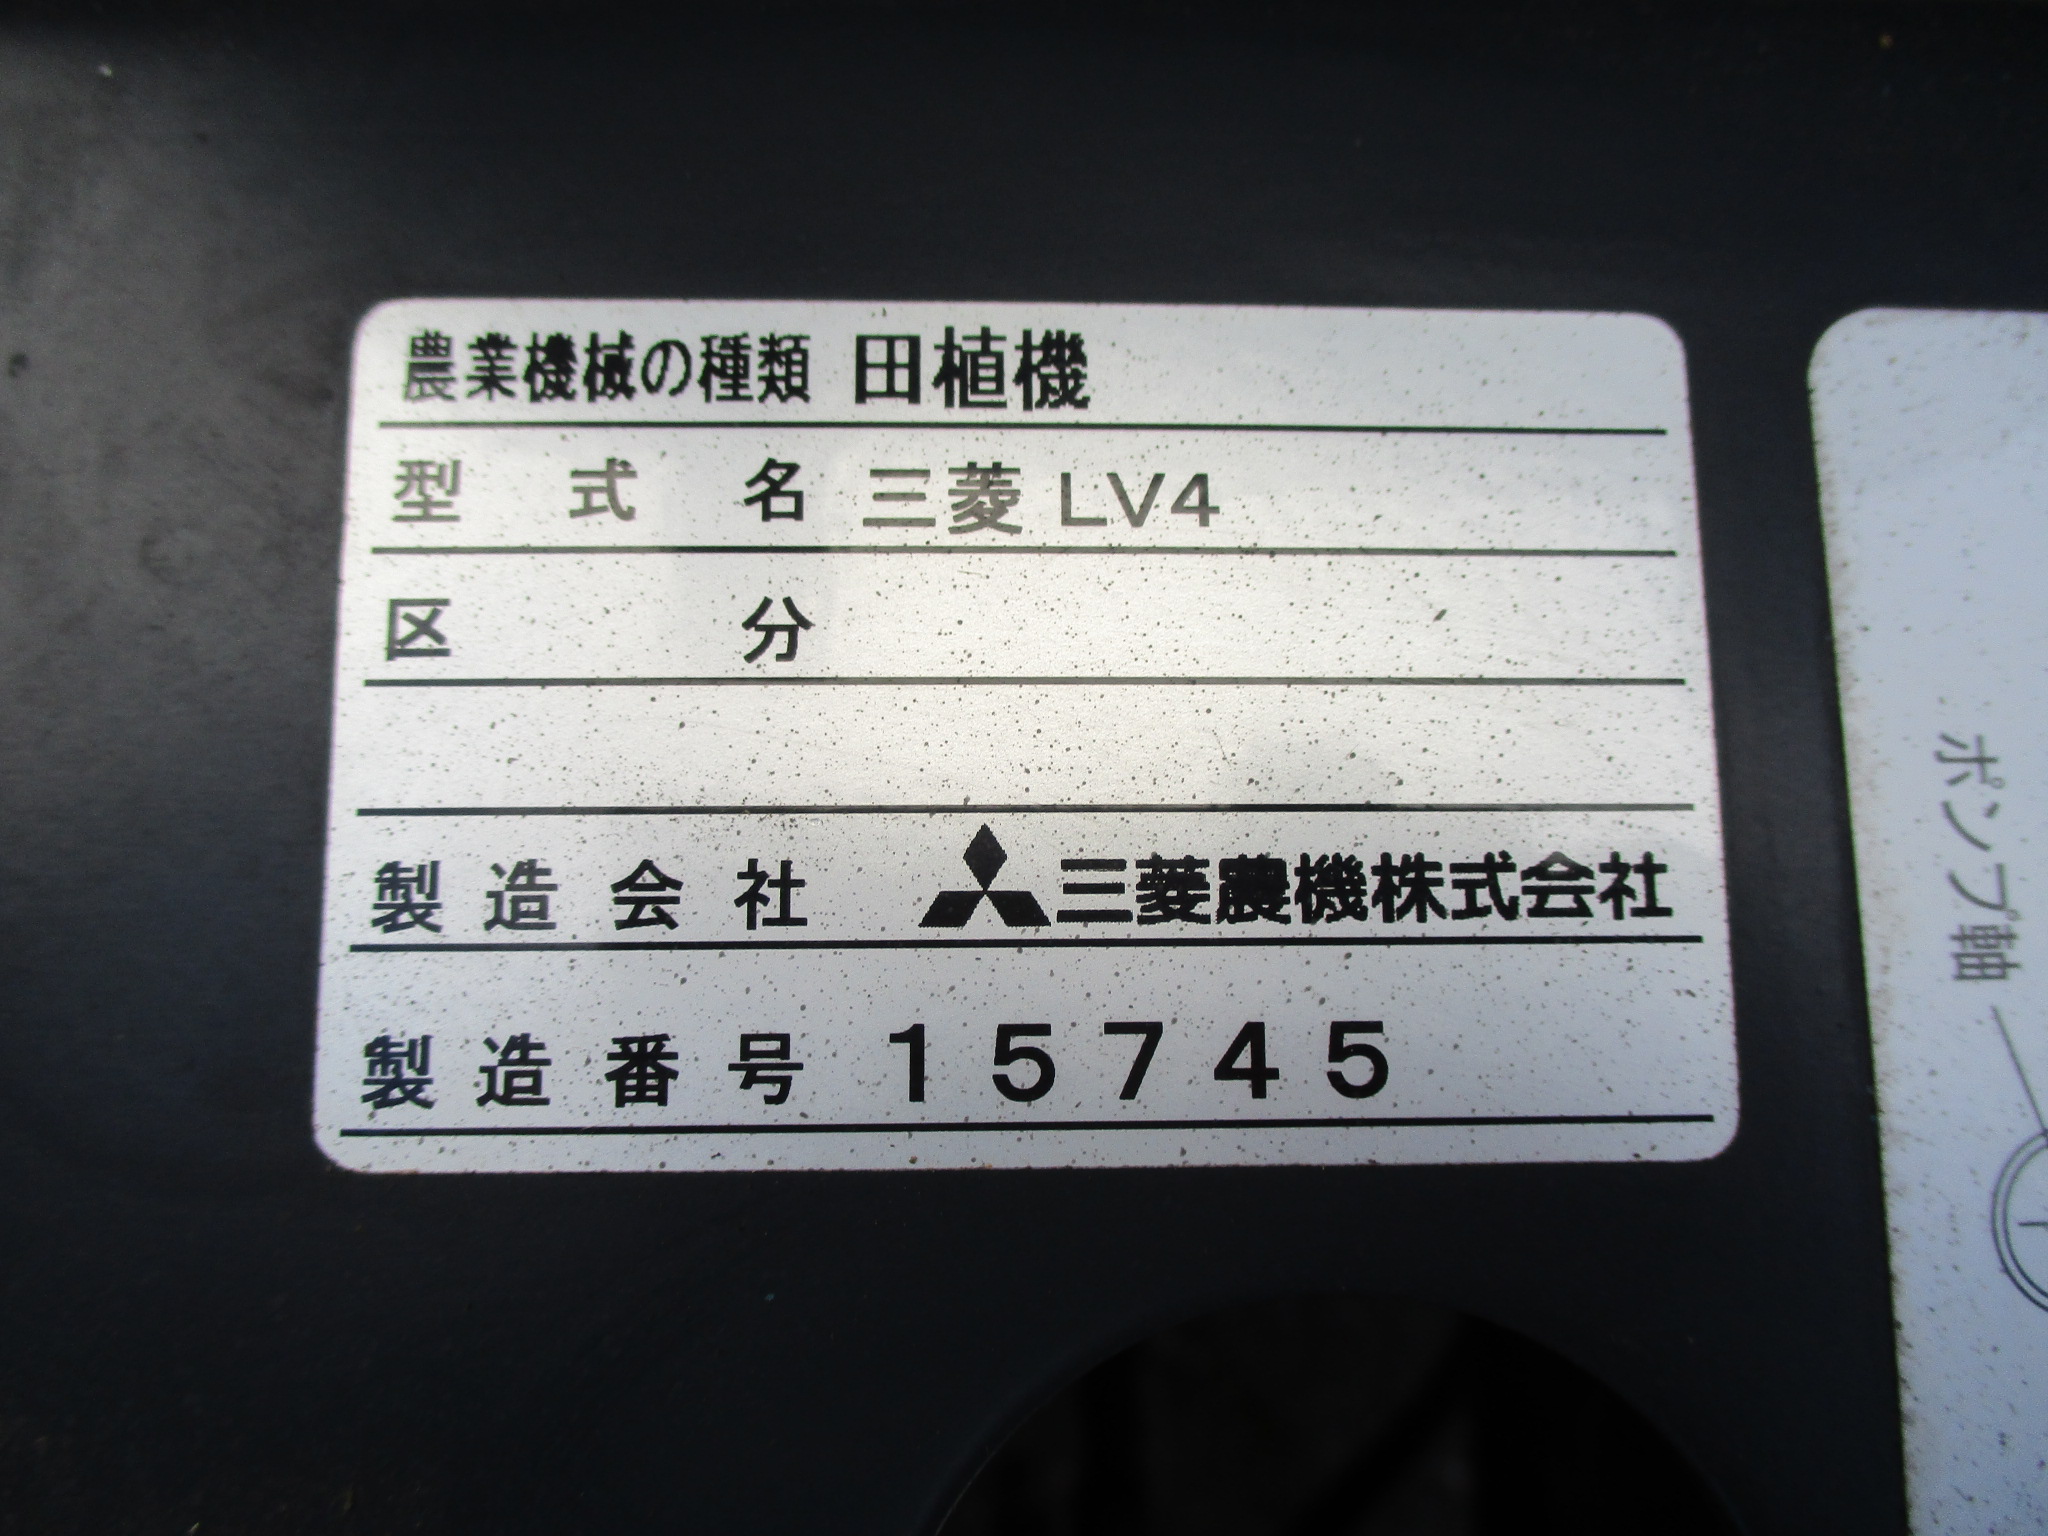 農業機械の種類 田植機
型式名 三菱 LV4
区分
製造会社 三菱農機株式会社
製造番号 15745
ポンプ軸